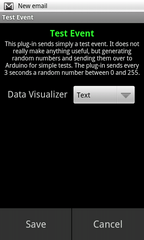 New email
Test Event
Test Event
This plug-in sends simply a test event. It does not
really make anything useful, but generating
random numbers and sending them over to
Arduino for simple tests. The plug-in sends every
3 seconds a random number between 0 and 255.
Data Visualizer
Text
Save
Cancel